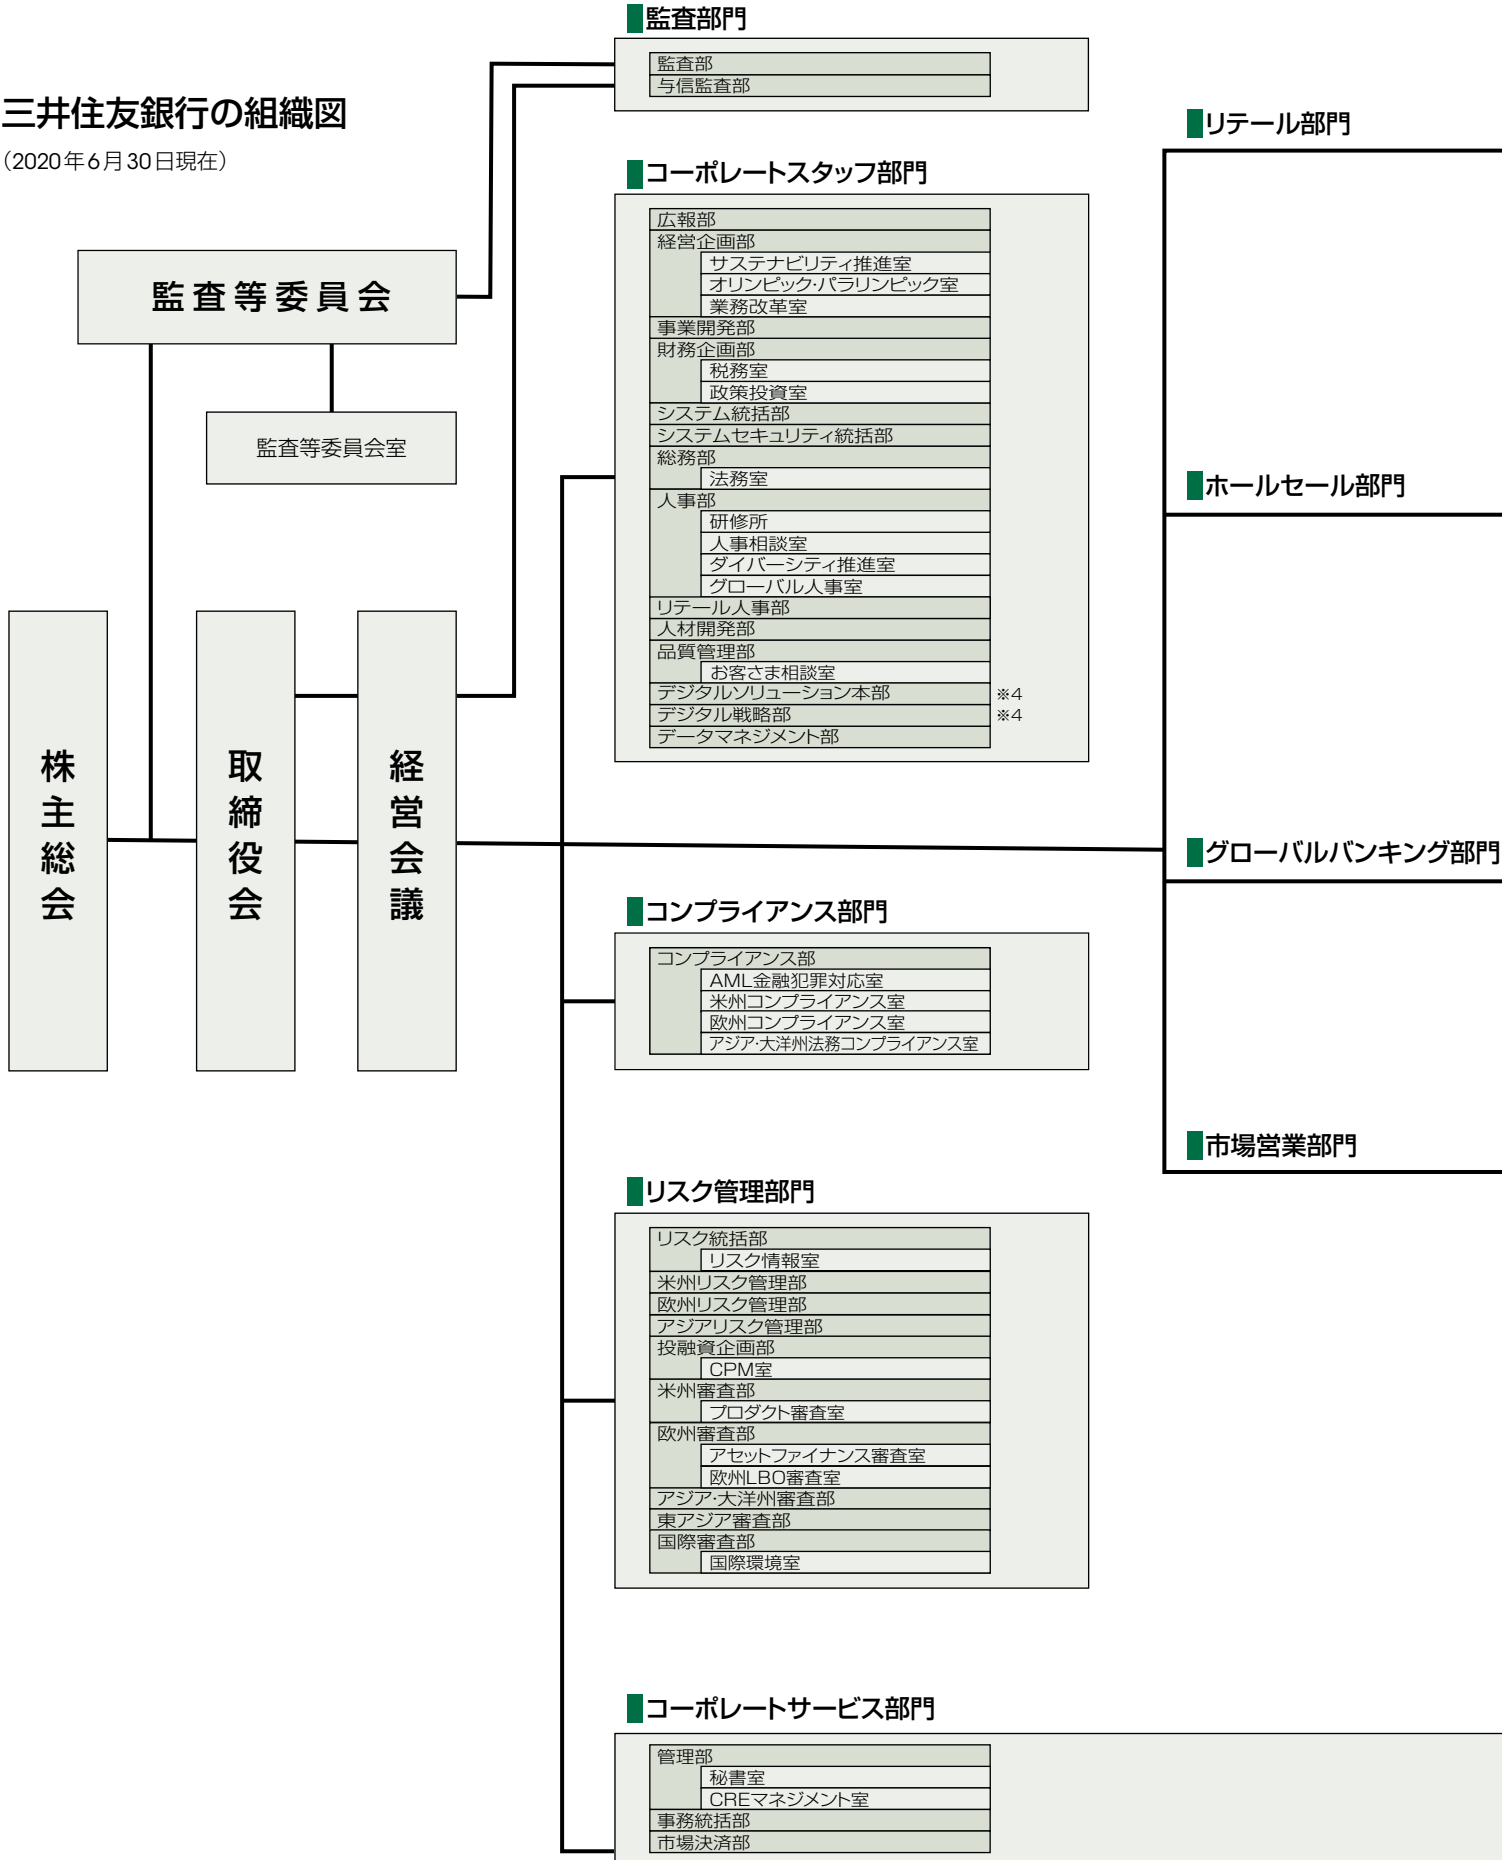 三井住友銀行の組織図
（2020年6月30日現在）
監査等委員会
監査等委員会室
株主総会
取締役会
経営会議
監査部門
監査部
与信監査部
コーポレートスタッフ部門
広報部
経営企画部
サステナビリティ推進室
オリンピック・パラリンピック室
業務改革室
事業開発部
財務企画部
税務室
政策投資室
システム統括部
システムセキュリティ統括部
総務部
法務室
人事部
研修所
人事相談室
ダイバーシティ推進室
グローバル人事室
リテール人事部
人材開発部
品質管理部
お客さま相談室
デジタルソリューション本部 ※4
デジタル戦略部 ※4
データマネジメント部
コンプライアンス部門
コンプライアンス部
AML金融犯罪対応室
米州コンプライアンス室
欧州コンプライアンス室
アジア・大洋州法務コンプライアンス室
リスク管理部門
リスク統括部
リスク情報室
米州リスク管理部
欧州リスク管理部
アジアリスク管理部
投融資企画部
CPM室
米州審査部
プロダクト審査室
欧州審査部
アセットファイナンス審査室
欧州LBO審査室
アジア・大洋州審査部
東アジア審査部
国際審査部
国際環境室
コーポレートサービス部門
管理部
秘書室
CREマネジメント室
事務統括部
市場決済部
リテール部門
ホールセール部門
グローバルバンキング部門
市場営業部門